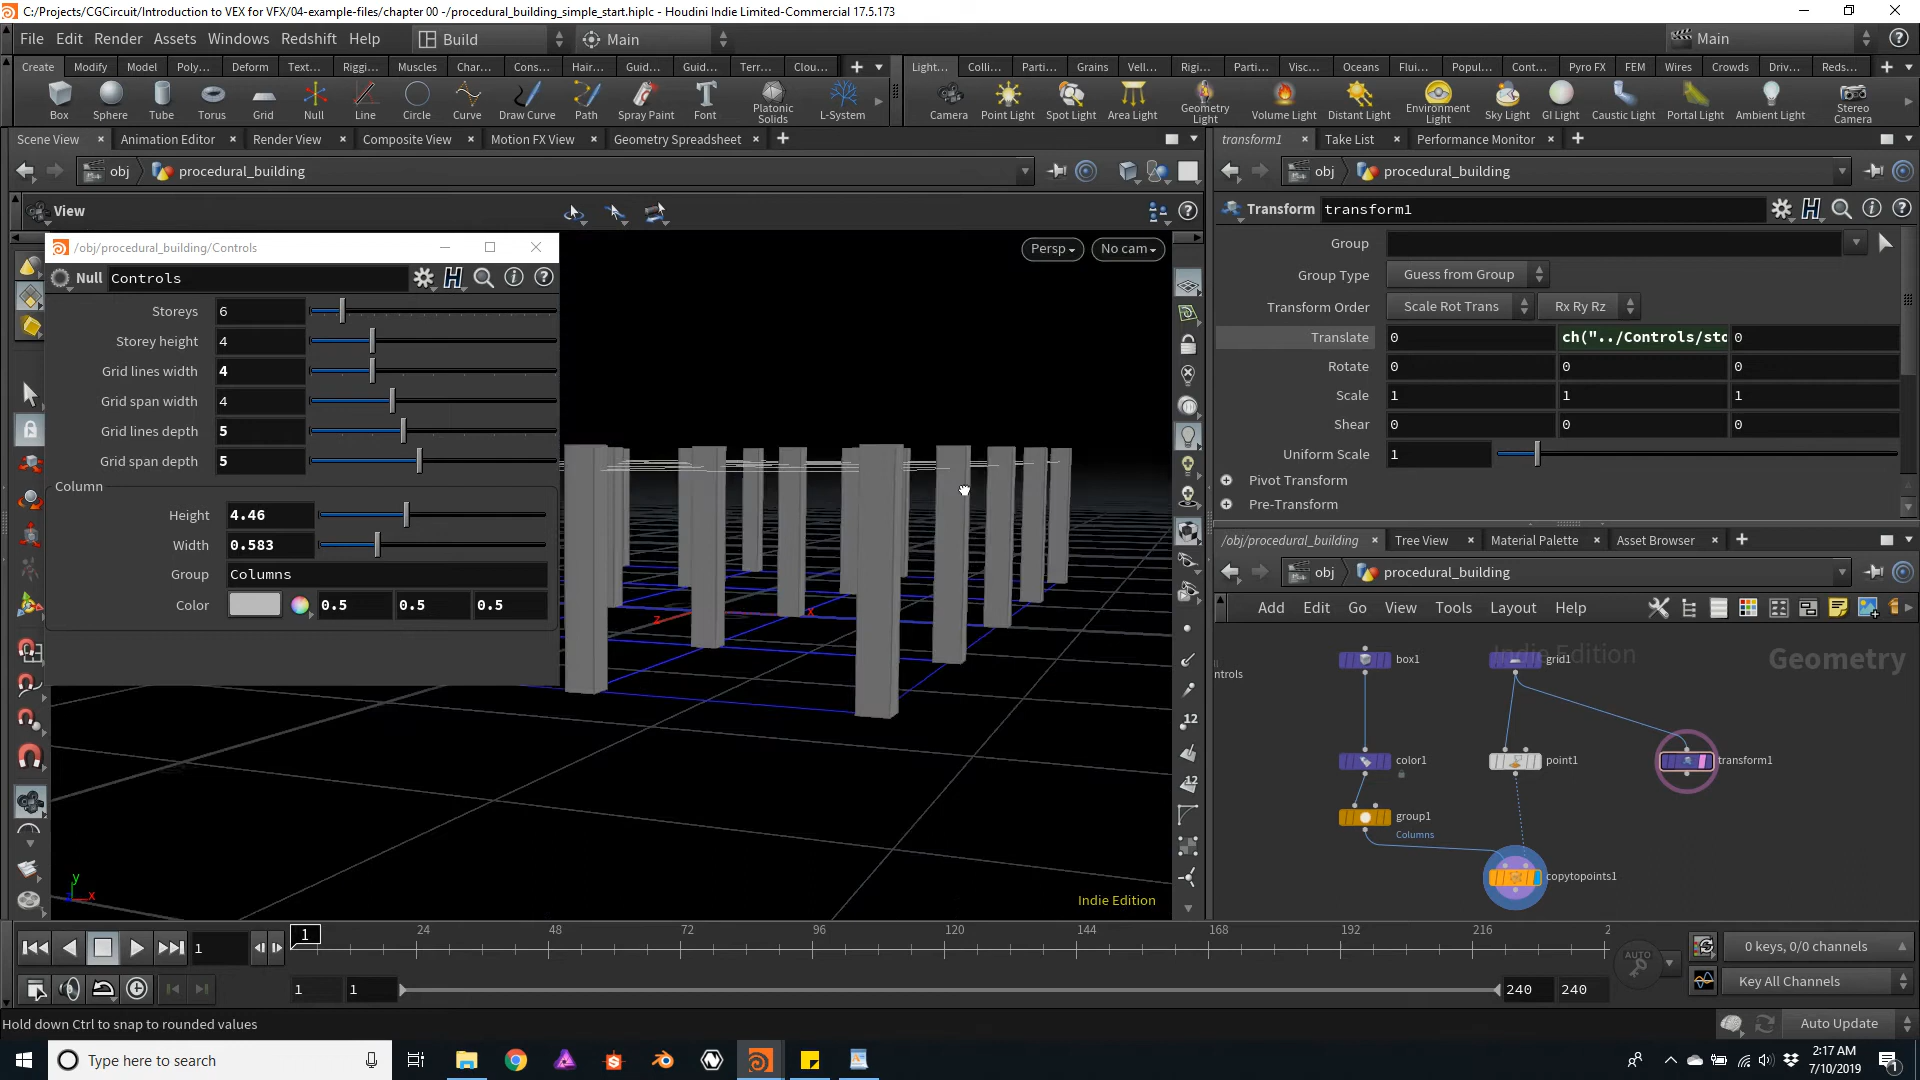 C:/Projects/CGCircuit/Introduction to VEX for VFX/04-example-files/chapter 00 -/procedural_building_simple_start.hiplc - Houdini Indie Limited-Commercial 17.5.173
File Edit Render Assets Windows Redshift Help Build Main Main
Create Modify Model Poly... Deform Text... Riggi... Muscles Char... Cons... Hair... Guid... Guid... Terr... Clou...
Light... Colli... Parti... Grains Vell... Rigi... Parti... Visc... Oceans Flui... Popul... Cont... Pyro FX FEM Wires Crowds Driv... Reds...
Box Sphere Tube Torus Grid Null Line Circle Curve Draw Curve Path Spray Paint Font Platonic Solids L-System
Camera Point Light Spot Light Area Light Geometry Light Volume Light Distant Light Environment Light Sky Light GI Light Caustic Light Portal Light Ambient Light Stereo Camera
Scene View Animation Editor Render View Composite View Motion FX View Geometry Spreadsheet
transform1 Take List Performance Monitor
obj procedural_building
obj procedural_building
View
Transform transform1
/obj/procedural_building/Controls
Null Controls
Storeys 6
Storey height 4
Grid lines width 4
Grid span width 4
Grid lines depth 5
Grid span depth 5
Column
Height 4.46
Width 0.583
Group Columns
Color 0.5 0.5 0.5
Persp No cam
Group
Group Type Guess from Group
Transform Order Scale Rot Trans Rx Ry Rz
Translate 0 ch("../Controls/sto 0
Rotate 0 0 0
Scale 1 1 1
Shear 0 0 0
Uniform Scale 1
Pivot Transform
Pre-Transform
/obj/procedural_building Tree View Material Palette Asset Browser
obj procedural_building
Add Edit Go View Tools Layout Help
Indie Edition
Geometry
ntrols
box1
grid1
color1
point1
transform1
group1
Columns
copytopoints1
z
x
y
x
12
12
Indie Edition
1
1
24 48 72 96 120 144 168 192 216 2
AUTO
0 keys, 0/0 channels
1 1 240 240
Key All Channels
Hold down Ctrl to snap to rounded values
Auto Update
Type here to search
2:17 AM
7/10/2019
1